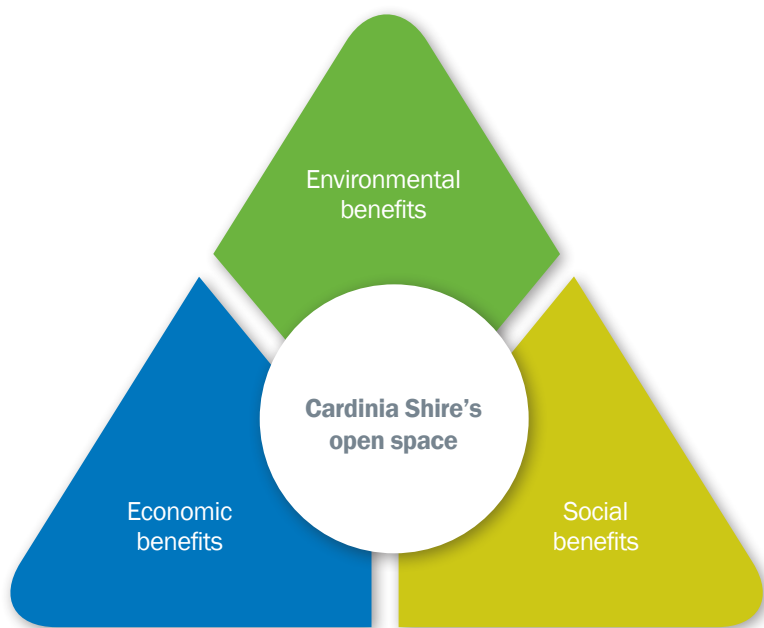 Environmental
benefits
Cardinia Shire’s
open space
Economic
benefits
Social
benefits